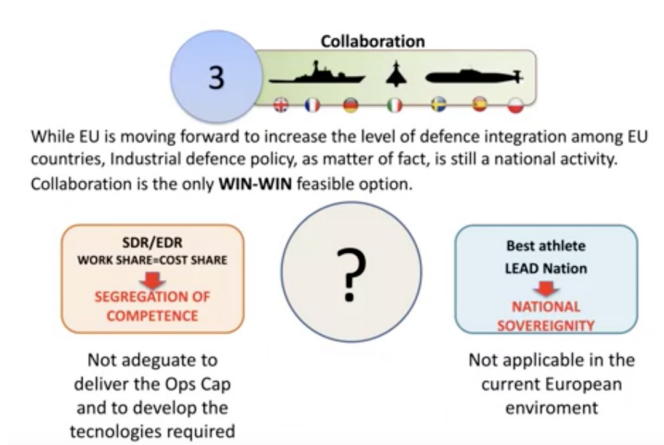 Collaboration
3
While EU is moving forward to increase the level of defence integration among EU
countries, Industrial defence policy, as matter of fact, is still a national activity.
Collaboration is the only WIN-WIN feasible option.
SDR/EDR
WORK SHARE=COST SHARE
SEGREGATION OF
COMPETENCE
Not adeguate to
deliver the Ops Cap
and to develop the
tecnologies required
?
Best athlete
LEAD Nation
NATIONAL
SOVEREIGNITY
Not applicable in the
current European
enviroment